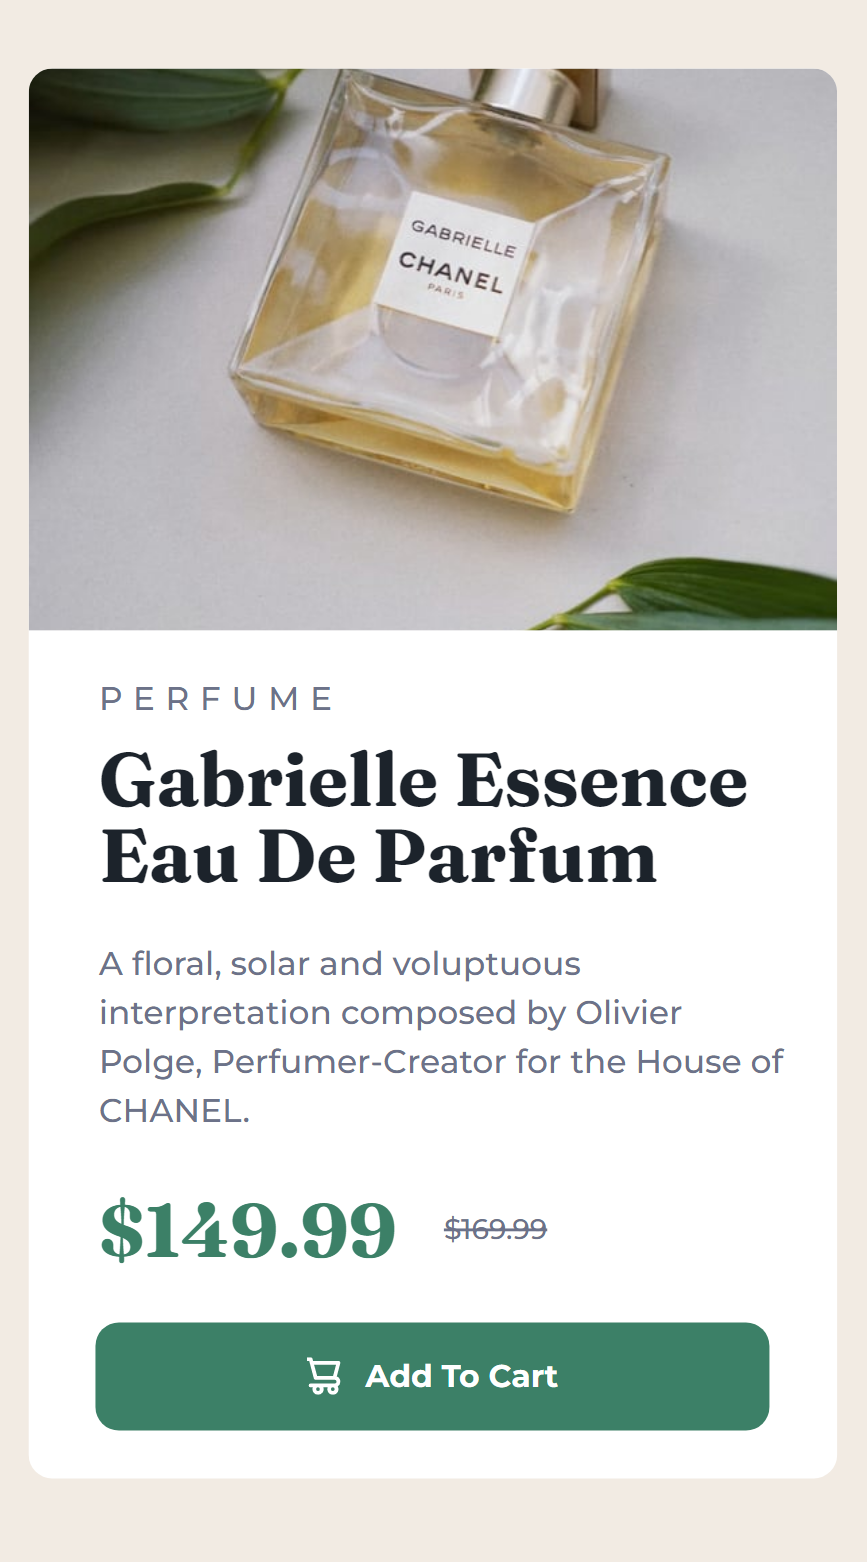 GABRIELLE
CHANEL
PARIS
PERFUME
Gabrielle Essence
Eau De Parfum
A floral, solar and voluptuous
interpretation composed by Olivier
Polge, Perfumer-Creator for the House of
CHANEL.
$149.99 $169.99
Add To Cart